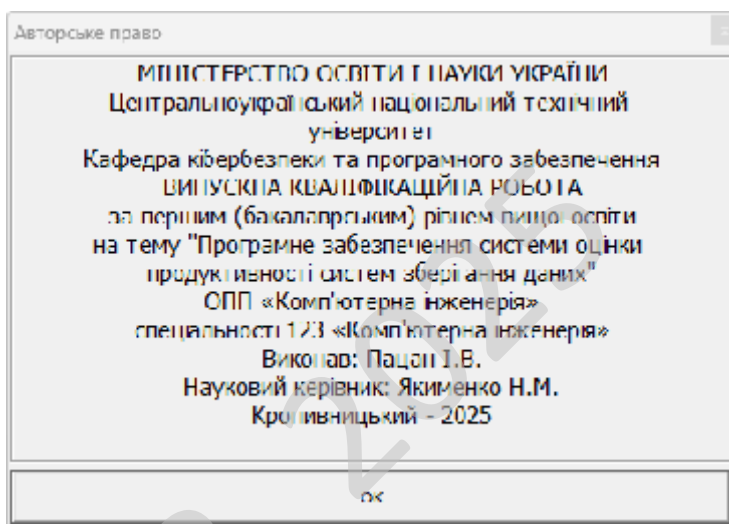 Авторське право
МІНІСТЕРСТВО ОСВІТИ І НАУКИ УКРАЇНИ
Центральноукраїнський національний технічний
університет
Кафедра кібербезпеки та програмного забезпечення
ВИПУСКНА КВАЛІФІКАЦІЙНА РОБОТА
за першим (бакалаврським) рівнем вищої освіти
на тему "Програмне забезпечення системи оцінки
продуктивності систем зберігання даних"
ОПП «Комп'ютерна інженерія»
спеціальності 123 «Комп'ютерна інженерія»
Виконав: Пацан І.В.
Науковий керівник: Якименко Н.М.
Кропивницький - 2025
ок
2025